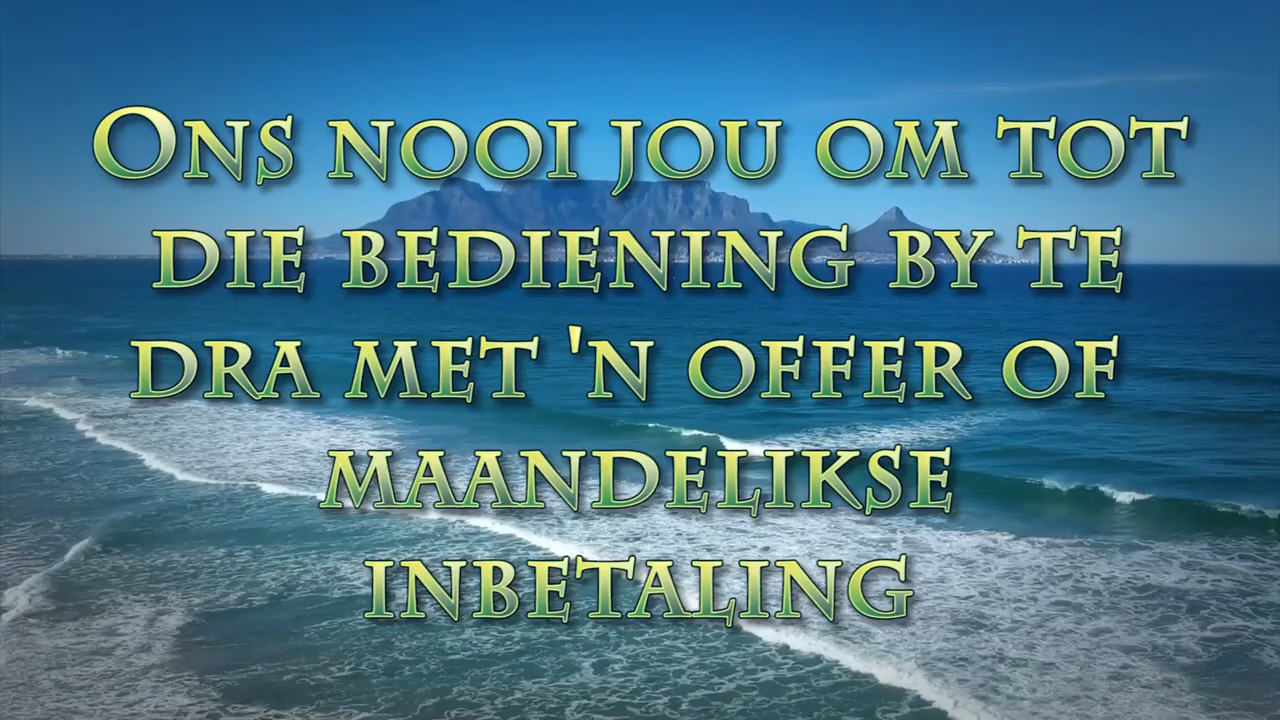 Ons nooi jou om tot
die bediening by te
dra met 'n offer of
maandelikse
inbetaling